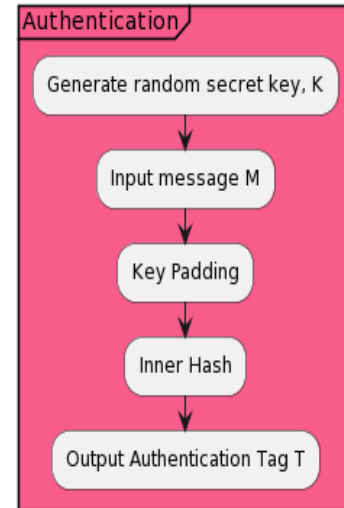 Authentication
Generate random secret key, K
Input message M
Key Padding
Inner Hash
Output Authentication Tag T